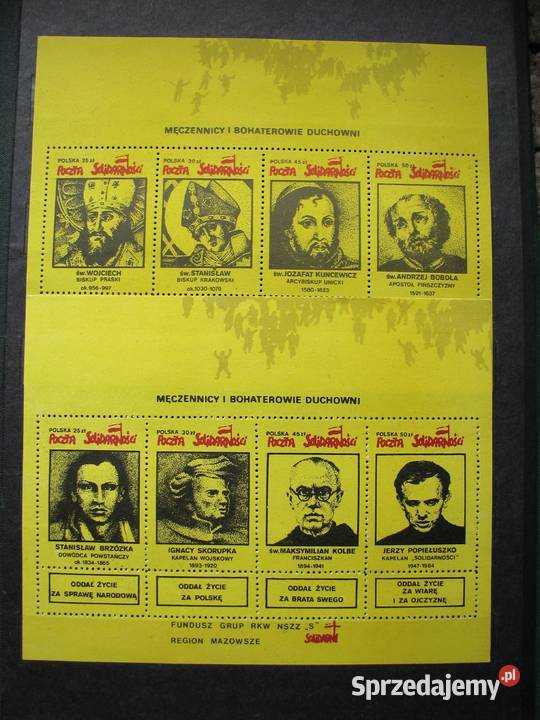 MĘCZENNICY I BOHATEROWIE DUCHOWNI
POLSKA 25 zł
POCZTA SOLIDARNOŚCI
ŚW. WOJCIECH
BISKUP PRASKI
ok. 956-997
POLSKA 30 zł
POCZTA SOLIDARNOŚCI
ŚW. STANISŁAW
BISKUP KRAKOWSKI
ok. 1030-1079
POLSKA 45 zł
POCZTA SOLIDARNOŚCI
ŚW. JOZAFAT KUNCEWICZ
ARCYBISKUP UNICKI
1580-1623
POLSKA 50 zł
POCZTA SOLIDARNOŚCI
ŚW. ANDRZEJ BOBOLA
APOSTOŁ PIŃSZCZYZNY
1591-1637
MĘCZENNICY I BOHATEROWIE DUCHOWNI
POLSKA 25 zł
POCZTA SOLIDARNOŚCI
STANISŁAW BRZÓZKA
DOWÓDCA POWSTAŃCZY
ok. 1834-1865
ODDAŁ ŻYCIE
ZA SPRAWĘ NARODOWĄ
POLSKA 30 zł
POCZTA SOLIDARNOŚCI
IGNACY SKORUPKA
KAPELAN WOJSKOWY
1893-1920
ODDAŁ ŻYCIE
ZA POLSKĘ
POLSKA 45 zł
POCZTA SOLIDARNOŚCI
ŚW. MAKSYMILIAN KOLBE
FRANCISZKAN
1894-1941
ODDAŁ ŻYCIE
ZA BRATA SWEGO
POLSKA 50 zł
POCZTA SOLIDARNOŚCI
JERZY POPIEŁUSZKO
KAPELAN "SOLIDARNOŚCI"
1947-1984
ODDAŁ ŻYCIE
ZA WIARĘ
I ZA OJCZYZNĘ
FUNDUSZ GRUP RKW NSZZ „S"
REGION MAZOWSZE
SOLIDARNI
Sprzedajemy.pl